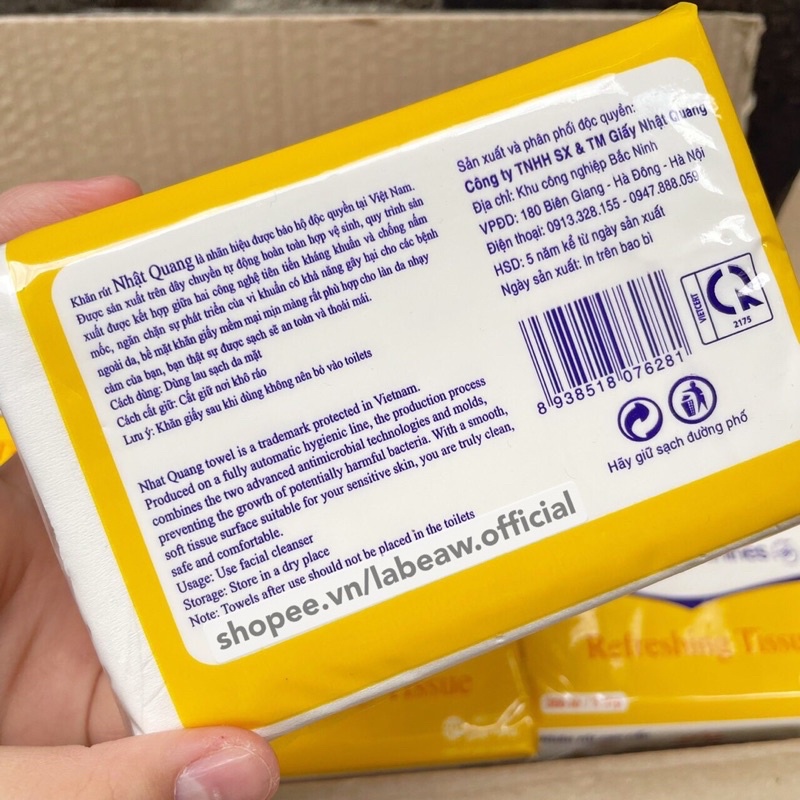 Khăn rút Nhật Quang là nhãn hiệu được bảo hộ độc quyền tại Việt Nam.
Được sản xuất trên dây chuyền tự động hoàn toàn hợp vệ sinh, quy trình sản
xuất được kết hợp giữa hai công nghệ tiên tiến kháng khuẩn và chống nấm
mốc, ngăn chặn sự phát triển của vi khuẩn có khả năng gây hại cho các bệnh
ngoài da, bề mặt khăn giấy mềm mại mịn màng rất phù hợp cho làn da nhạy
cảm của bạn, bạn thật sự được sạch sẽ an toàn và thoải mái.
Cách dùng: Dùng lau sạch da mặt
Cách cất giữ: Cất giữ nơi khô ráo
Lưu ý: Khăn giấy sau khi dùng không nên bỏ vào toilets
Nhat Quang towel is a trademark protected in Vietnam.
Produced on a fully automatic hygienic line, the production process
combines the two advanced antimicrobial technologies and molds,
preventing the growth of potentially harmful bacteria. With a smooth,
soft tissue surface suitable for your sensitive skin, you are truly clean,
safe and comfortable.
Usage: Use facial cleanser
Storage: Store in a dry place
Note: Towels after use should not be placed in the toilets
shopee.vn/labeaw.official
Sản xuất và phân phối độc quyền:
Công ty TNHH SX & TM Giấy Nhật Quang
Địa chỉ: Khu công nghiệp Bắc Ninh
VPĐD: 180 Biên Giang - Hà Đông - Hà Nội
Điện thoại: 0913.328.155 - 0947.888.059
HSD: 5 năm kể từ ngày sản xuất
Ngày sản xuất: In trên bao bì
VIETCERT
2175
8 938518 076281
Hãy giữ sạch đường phố
Refreshing Tissue
Tissue